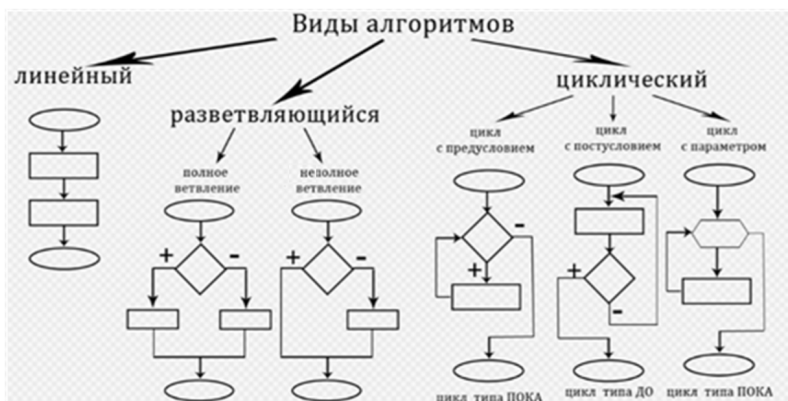 Виды алгоритмов
линейный
разветвляющийся
циклический
полное
ветвление
неполное
ветвление
цикл
с предусловием
цикл
с постусловием
цикл
с параметром
+
-
+
-
-
+
+
-
цикл типа ПОКА
цикл типа ДО
цикл типа ПОКА